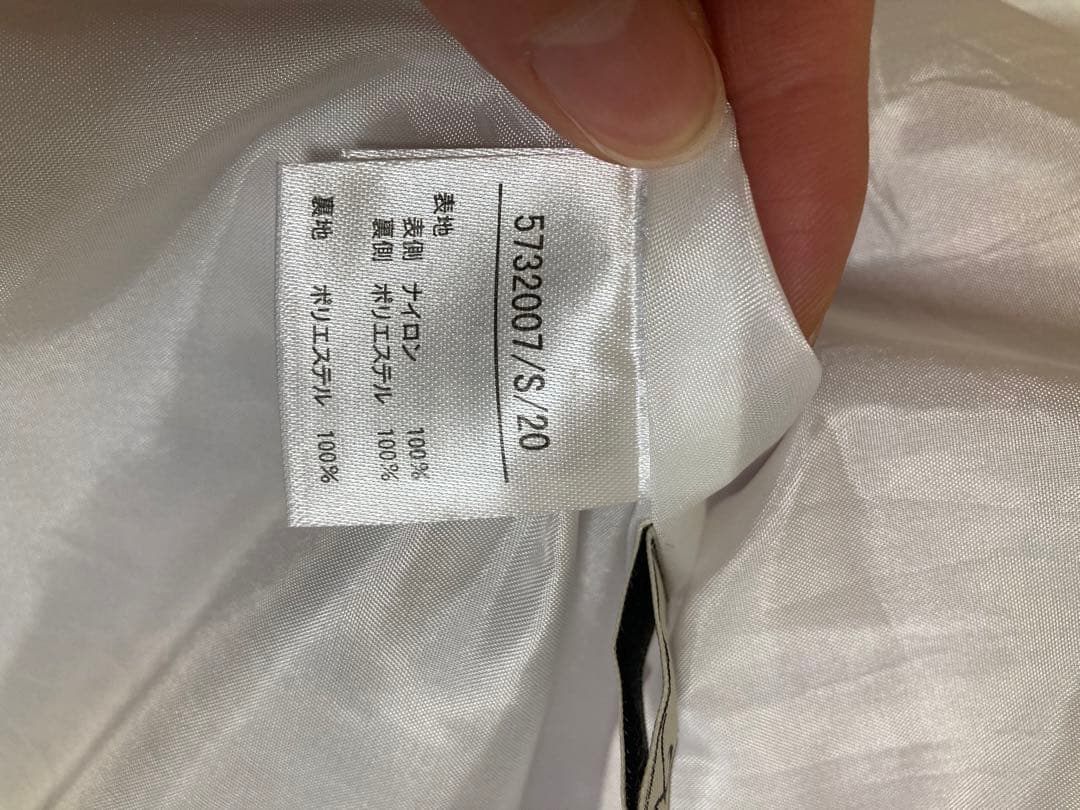 5732007/S/20
表地
表側 ナイロン 100%
裏側 ポリエステル 100%
裏地 ポリエステル 100%